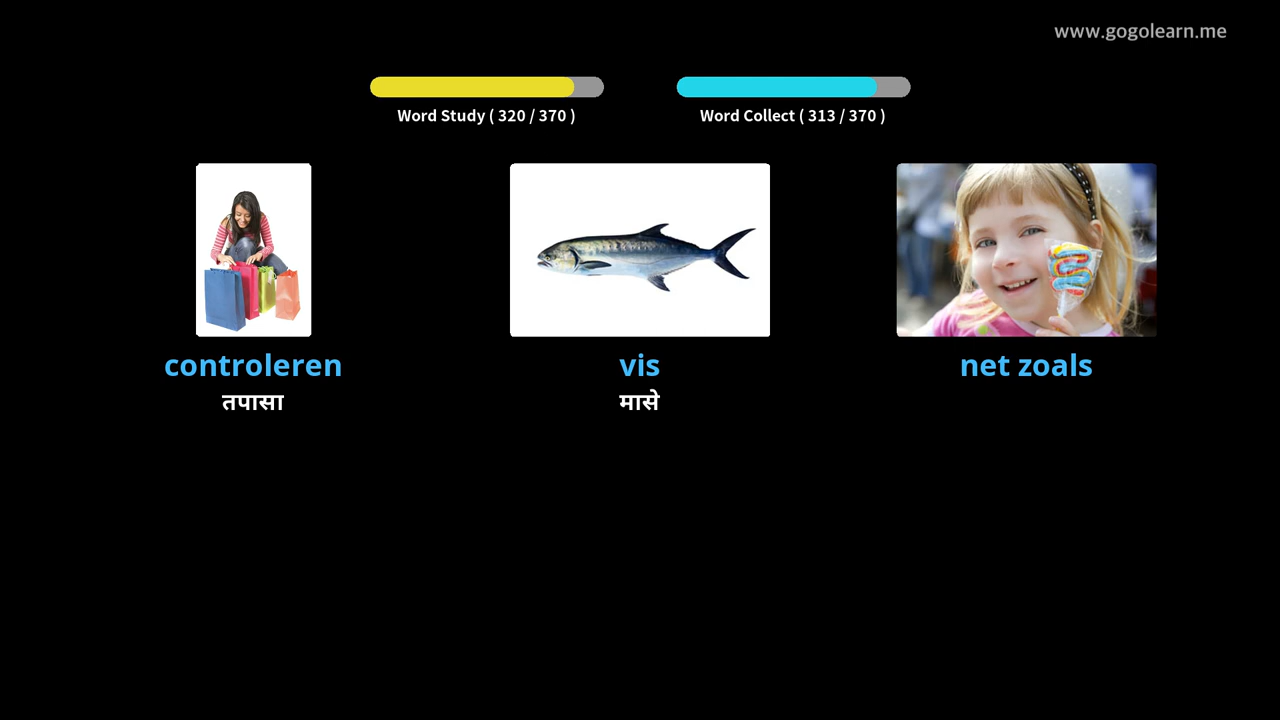 www.gogolearn.me
Word Study ( 320 / 370 )
Word Collect ( 313 / 370 )
controleren
vis
net zoals
तपासा
मासे